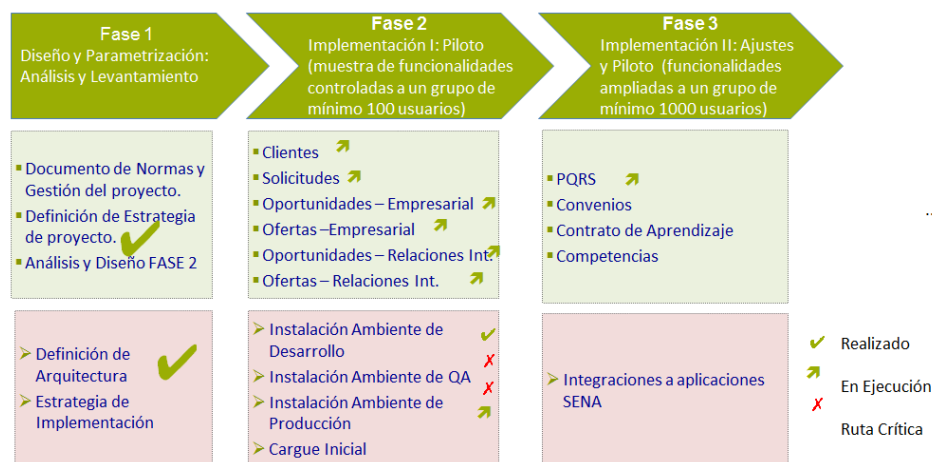 Fase 1
Diseño y Parametrización:
Análisis y Levantamiento
Fase 2
Implementación I: Piloto
(muestra de funcionalidades
controladas a un grupo de
mínimo 100 usuarios)
Fase 3
Implementación II: Ajustes
y Piloto (funcionalidades
ampliadas a un grupo de
mínimo 1000 usuarios)
Documento de Normas y
Gestión del proyecto.
Definición de Estrategia
de proyecto.
Análisis y Diseño FASE 2
Clientes
Solicitudes
Oportunidades – Empresarial
Ofertas –Empresarial
Oportunidades – Relaciones Int.
Ofertas – Relaciones Int.
PQRS
Convenios
Contrato de Aprendizaje
Competencias
..
Definición de
Arquitectura
Estrategia de
Implementación
Instalación Ambiente de
Desarrollo
Instalación Ambiente de QA
Instalación Ambiente de
Producción
Cargue Inicial
Integraciones a aplicaciones
SENA
Realizado
En Ejecución
Ruta Crítica